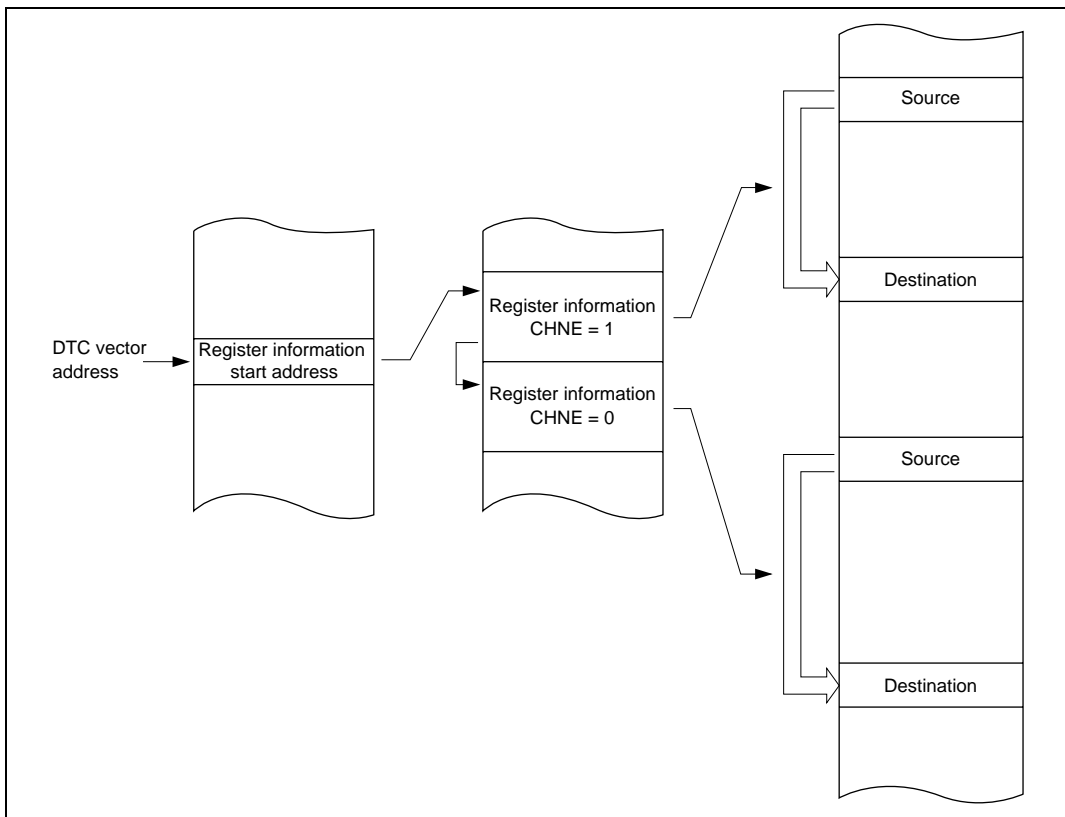 DTC vector
address
Register information
start address
Register information
CHNE = 1
Register information
CHNE = 0
Source
Destination
Source
Destination